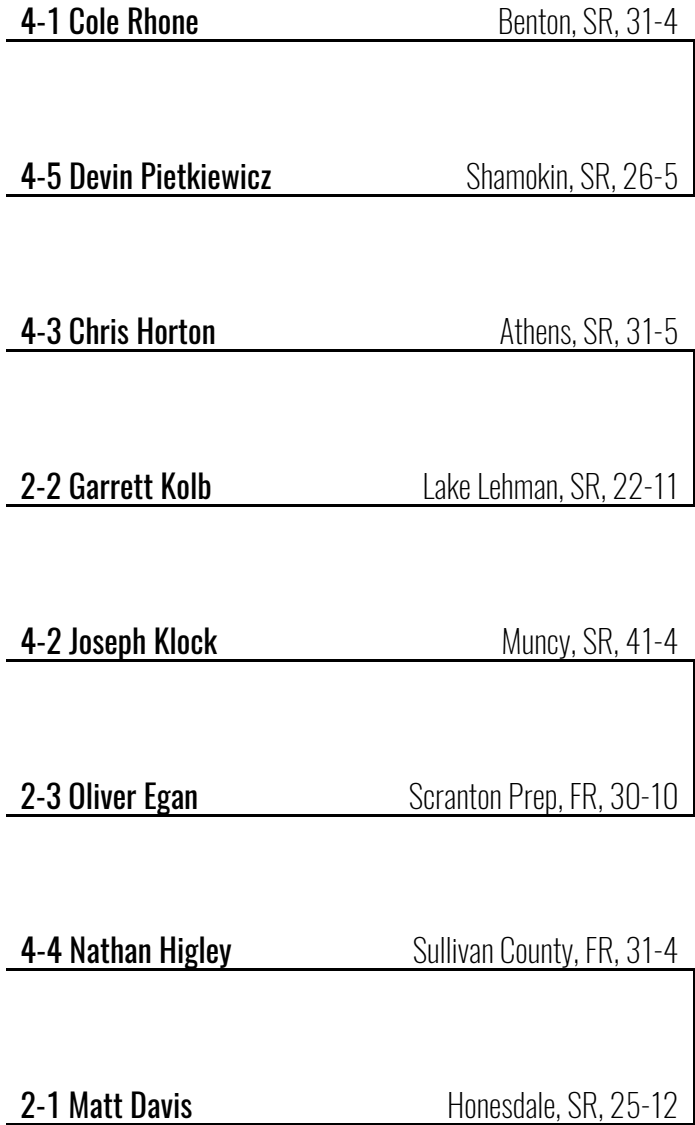 4-1 Cole Rhone Benton, SR, 31-4
4-5 Devin Pietkiewicz Shamokin, SR, 26-5
4-3 Chris Horton Athens, SR, 31-5
2-2 Garrett Kolb Lake Lehman, SR, 22-11
4-2 Joseph Klock Muncy, SR, 41-4
2-3 Oliver Egan Scranton Prep, FR, 30-10
4-4 Nathan Higley Sullivan County, FR, 31-4
2-1 Matt Davis Honesdale, SR, 25-12